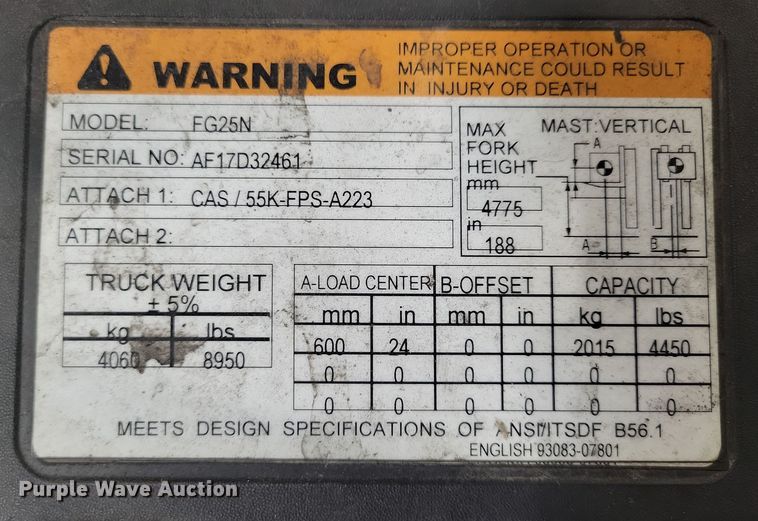 WARNING
IMPROPER OPERATION OR
MAINTENANCE COULD RESULT
IN INJURY OR DEATH
MODEL: FG25N
SERIAL NO: AF17D32461
ATTACH 1: CAS / 55K-FPS-A223
ATTACH 2:
MAX
FORK
HEIGHT
mm
4775
in
188
MAST:VERTICAL
A
A
B
TRUCK WEIGHT
± 5%
kg lbs
4060 8950
A-LOAD CENTER B-OFFSET CAPACITY
mm in mm in kg lbs
600 24 0 0 2015 4450
0 0 0 0 0 0
0 0 0 0 0 0
MEETS DESIGN SPECIFICATIONS OF ANSI/ITSDF B56.1
ENGLISH 93083-07801
Purple Wave Auction